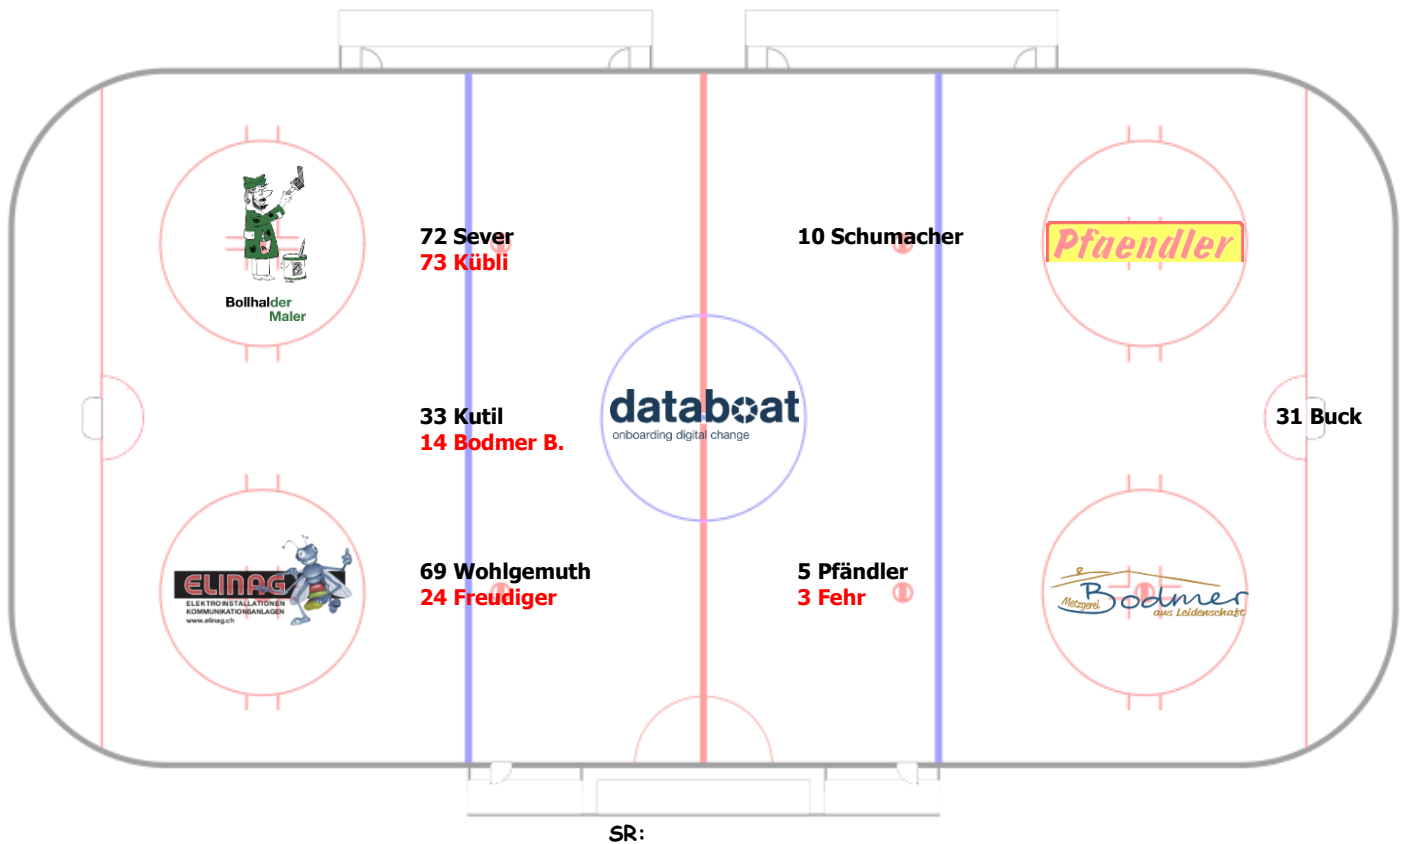 72 Sever
73 Kübli
10 Schumacher
Pfaendler
Bollhalder
Maler
databoat
onboarding digital change
33 Kutil
14 Bodmer B.
31 Buck
69 Wohlgemuth
24 Freudiger
5 Pfändler
3 Fehr
ELINAG
ELEKTROINSTALLATIONEN
KOMMUNIKATIONSANLAGEN
www.elinag.ch
Metzgerei
Bodmer
aus Leidenschaft
SR: